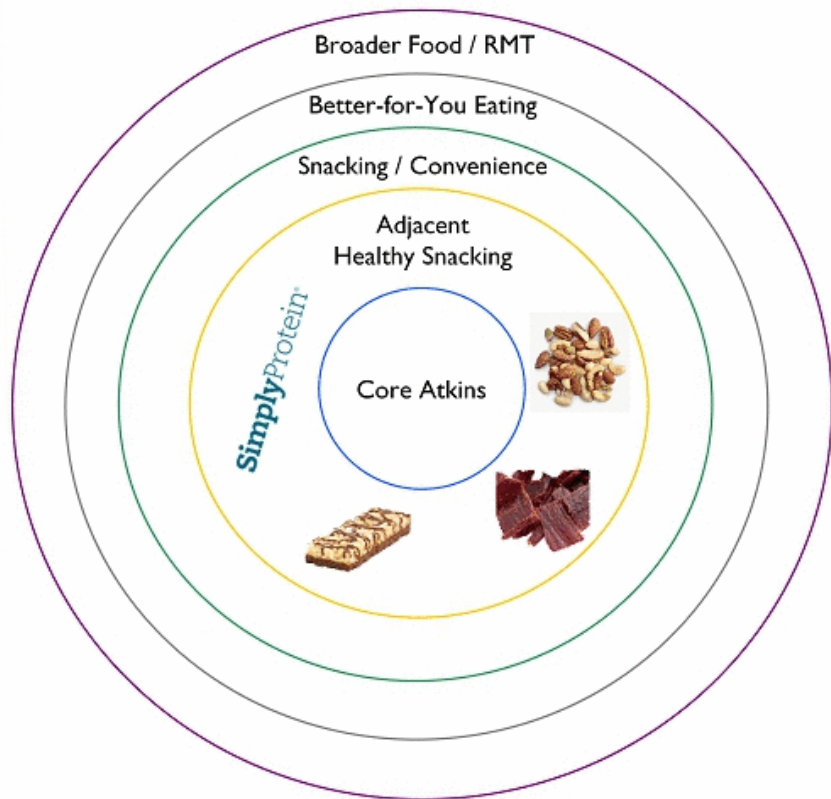 Broader Food / RMT
Better-for-You Eating
Snacking / Convenience
Adjacent
Healthy Snacking
SimplyProtein®
Core Atkins